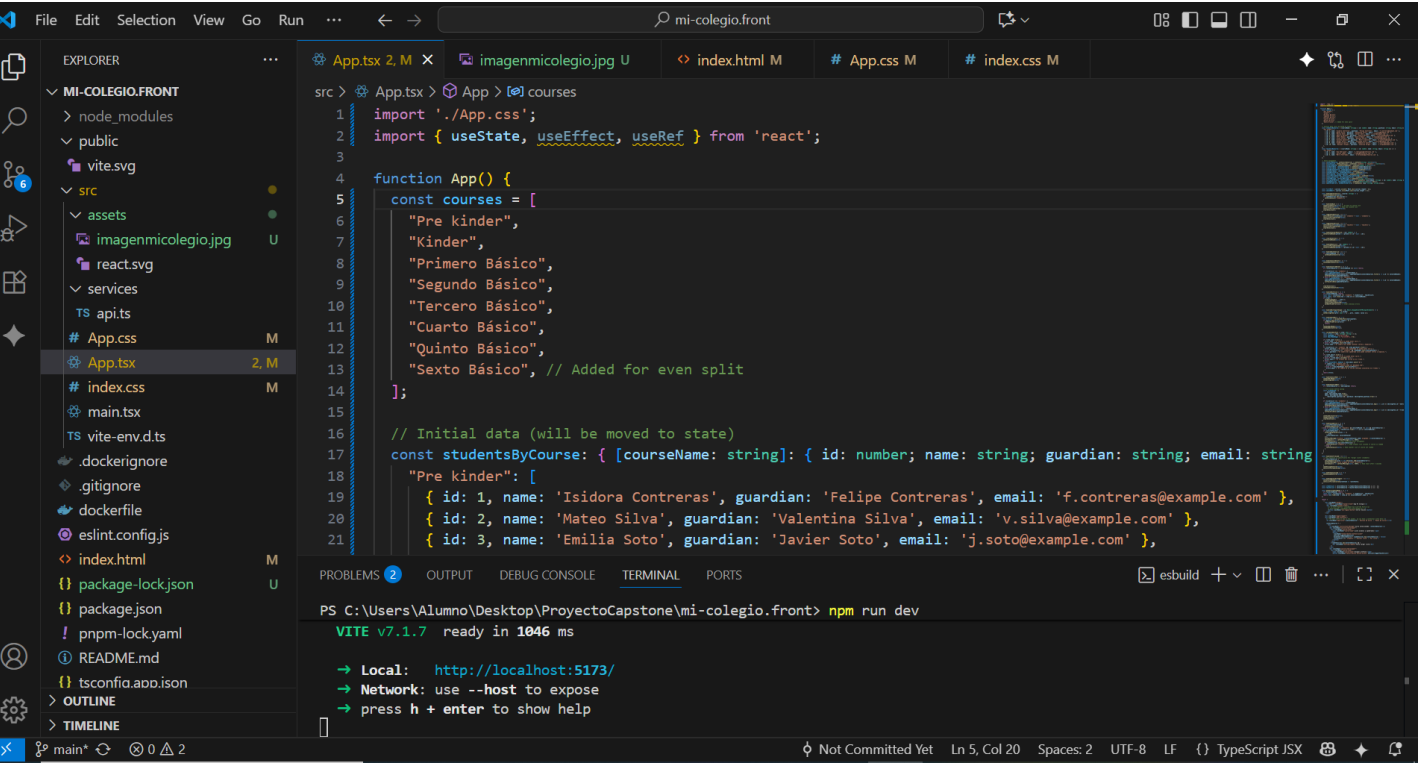 File Edit Selection View Go Run ··· ← → mi-colegio.front
EXPLORER ···
MI-COLEGIO.FRONT
node_modules
public
vite.svg
src
assets
imagenmicolegio.jpg U
react.svg
services
TS api.ts
# App.css M
App.tsx 2, M
# index.css M
main.tsx
TS vite-env.d.ts
.dockerignore
.gitignore
dockerfile
eslint.config.js
<> index.html M
{} package-lock.json U
{} package.json
! pnpm-lock.yaml
README.md
{} tsconfig.app.json
OUTLINE
TIMELINE
6
App.tsx 2, M × imagenmicolegio.jpg U <> index.html M # App.css M # index.css M
src > App.tsx > App > courses
1 import './App.css';
2 import { useState, useEffect, useRef } from 'react';
3
4 function App() {
5 const courses = [
6 "Pre kinder",
7 "Kinder",
8 "Primero Básico",
9 "Segundo Básico",
10 "Tercero Básico",
11 "Cuarto Básico",
12 "Quinto Básico",
13 "Sexto Básico", // Added for even split
14 ];
15
16 // Initial data (will be moved to state)
17 const studentsByCourse: { [courseName: string]: { id: number; name: string; guardian: string; email: string
18 "Pre kinder": [
19 { id: 1, name: 'Isidora Contreras', guardian: 'Felipe Contreras', email: 'f.contreras@example.com' },
20 { id: 2, name: 'Mateo Silva', guardian: 'Valentina Silva', email: 'v.silva@example.com' },
21 { id: 3, name: 'Emilia Soto', guardian: 'Javier Soto', email: 'j.soto@example.com' },
PROBLEMS 2 OUTPUT DEBUG CONSOLE TERMINAL PORTS esbuild
PS C:\Users\Alumno\Desktop\ProyectoCapstone\mi-colegio.front> npm run dev
VITE v7.1.7 ready in 1046 ms
→ Local: http://localhost:5173/
→ Network: use --host to expose
→ press h + enter to show help
main* 0 2 Not Committed Yet Ln 5, Col 20 Spaces: 2 UTF-8 LF {} TypeScript JSX